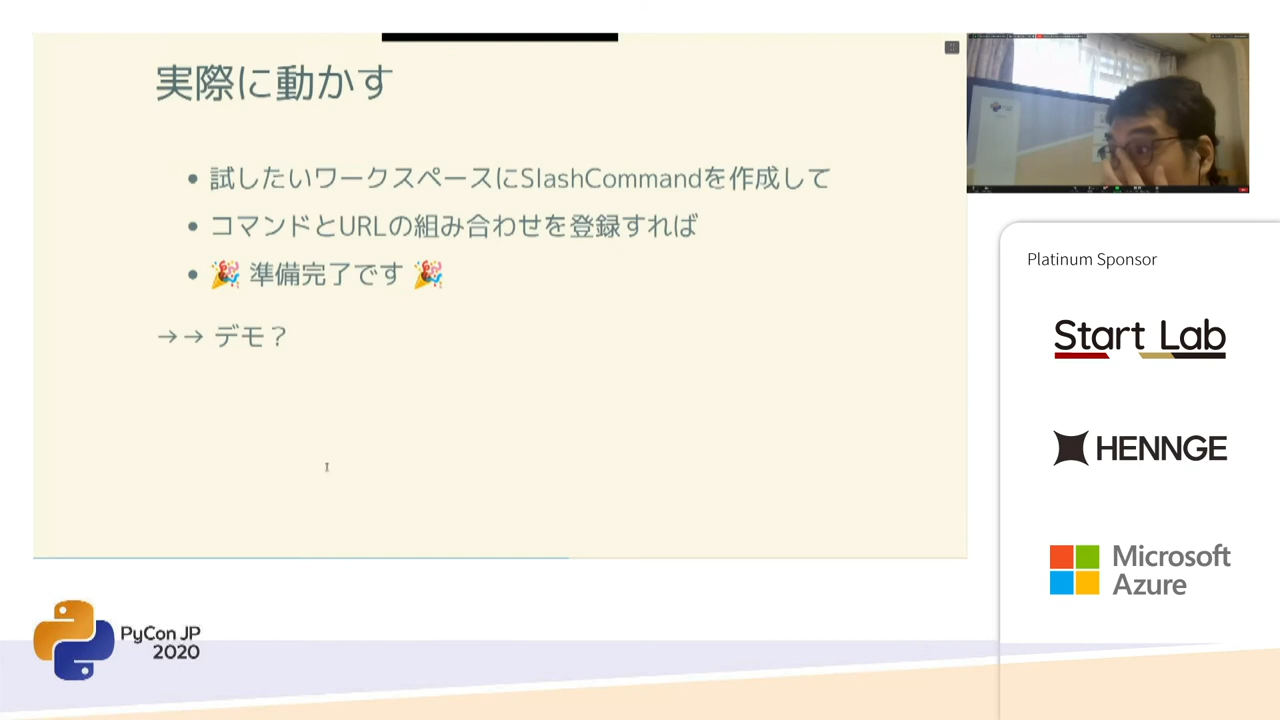 実際に動かす
試したいワークスペースにSlashCommandを作成して
コマンドとURLの組み合わせを登録すれば
🎉 準備完了です 🎉
→→ デモ？
Platinum Sponsor
Start Lab
HENNGE
Microsoft
Azure
PyCon JP
2020